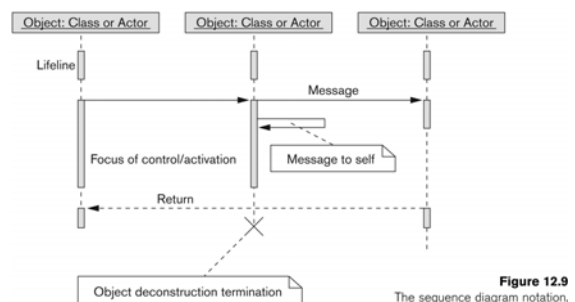 Object: Class or Actor
Object: Class or Actor
Object: Class or Actor
Lifeline
Message
Focus of control/activation
Message to self
Return
Object deconstruction termination
Figure 12.9
The sequence diagram notation.